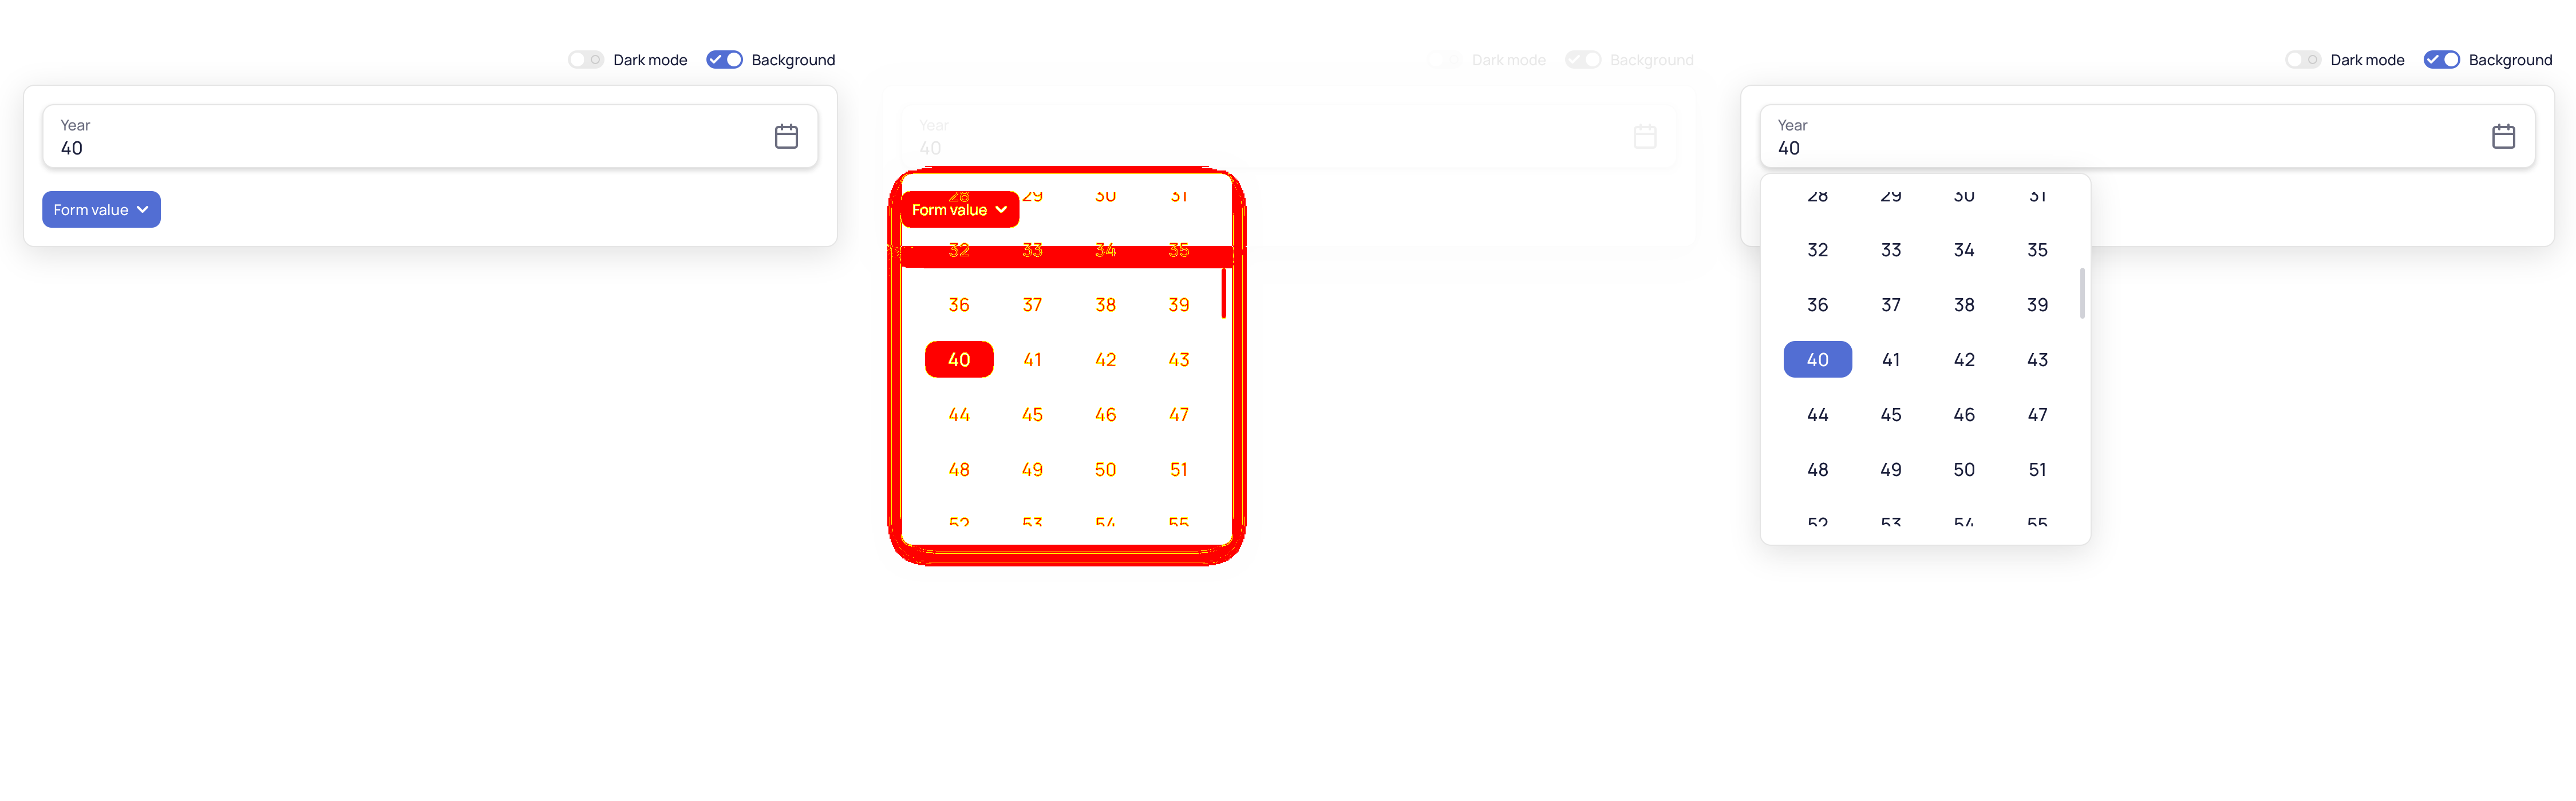 Dark mode Background
Year
40
Form value
Dark mode Background
Year
40
28 29 30 31
Form value
32 33 34 35
36 37 38 39
40 41 42 43
44 45 46 47
48 49 50 51
52 53 54 55
Dark mode Background
Year
40
28 29 30 31
32 33 34 35
36 37 38 39
40 41 42 43
44 45 46 47
48 49 50 51
52 53 54 55